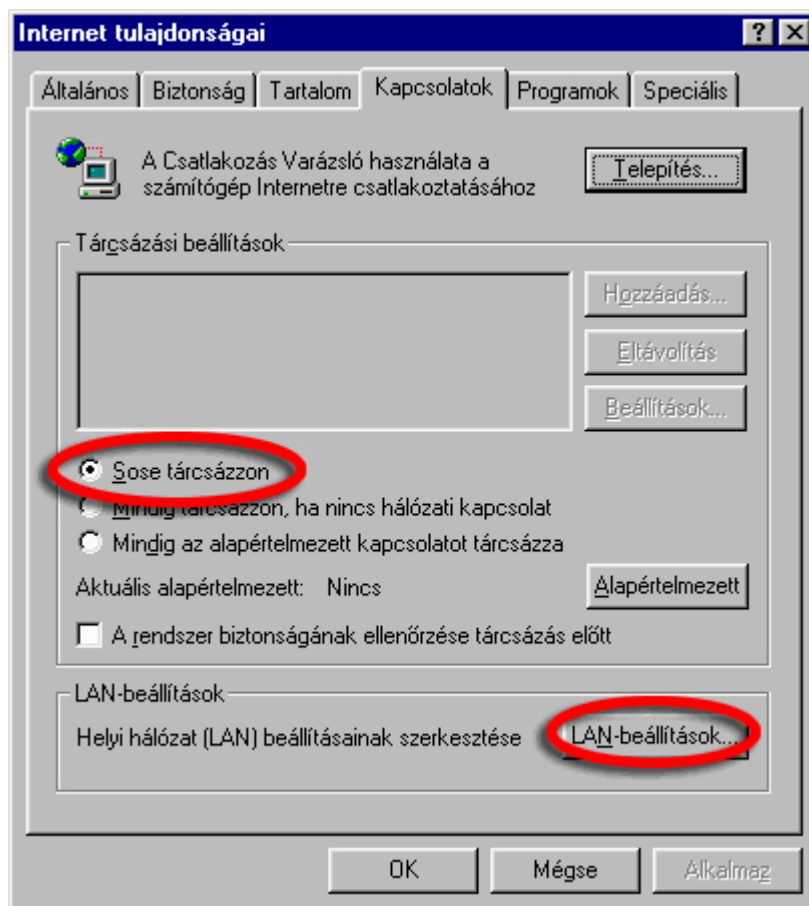 Internet tulajdonságai
Általános Biztonság Tartalom Kapcsolatok Programok Speciális
A Csatlakozás Varázsló használata a
számítógép Internetre csatlakoztatásához
Telepítés...
Tárcsázási beállítások
Hozzáadás...
Eltávolítás
Beállítások...
Sose tárcsázzon
Mindig tárcsázzon, ha nincs hálózati kapcsolat
Mindig az alapértelmezett kapcsolatot tárcsázza
Aktuális alapértelmezett: Nincs
Alapértelmezett
A rendszer biztonságának ellenőrzése tárcsázás előtt
LAN-beállítások
Helyi hálózat (LAN) beállításainak szerkesztése
LAN-beállítások...
OK Mégse Alkalmaz